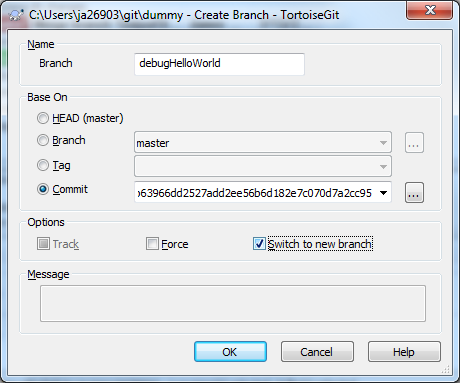 C:\Users\ja26903\git\dummy - Create Branch - TortoiseGit
Name
Branch debugHelloWorld
Base On
HEAD (master)
Branch master ...
Tag
Commit 63966dd2527add2ee56b6d182e7c070d7a2cc95 ...
Options
Track Force Switch to new branch
Message
OK Cancel Help